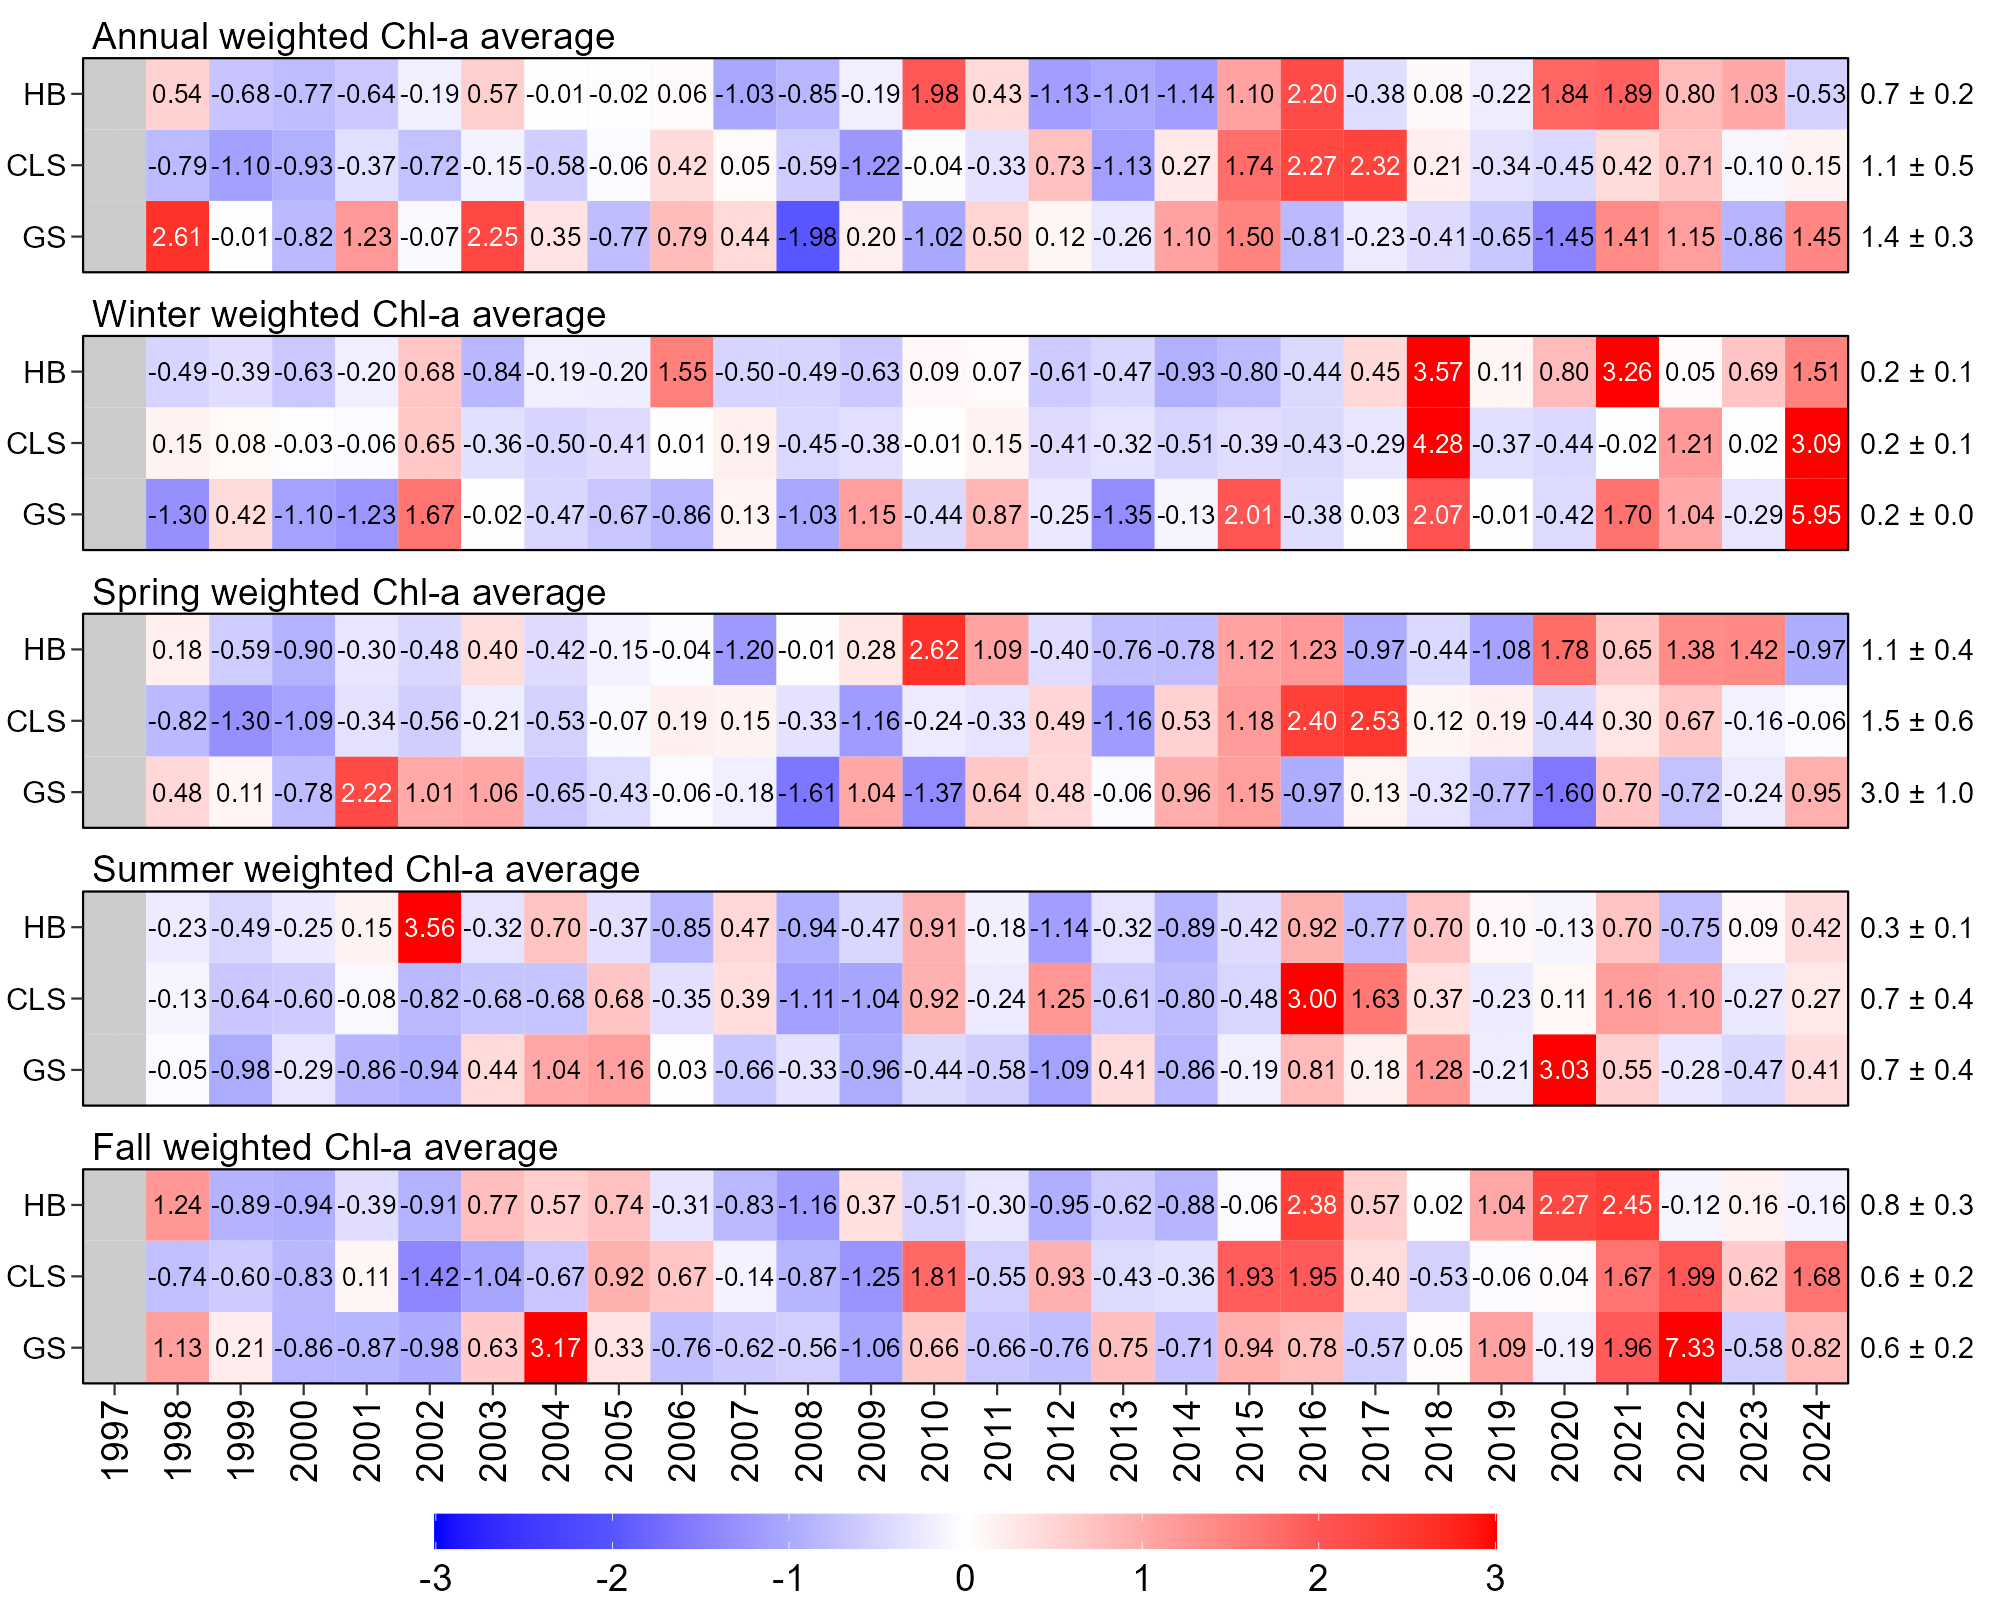 Annual weighted Chl-a average
HB 0.54 -0.68 -0.77 -0.64 -0.19 0.57 -0.01 -0.02 0.06 -1.03 -0.85 -0.19 1.98 0.43 -1.13 -1.01 -1.14 1.10 2.20 -0.38 0.08 -0.22 1.84 1.89 0.80 1.03 -0.53 0.7 ± 0.2
CLS -0.79 -1.10 -0.93 -0.37 -0.72 -0.15 -0.58 -0.06 0.42 0.05 -0.59 -1.22 -0.04 -0.33 0.73 -1.13 0.27 1.74 2.27 2.32 0.21 -0.34 -0.45 0.42 0.71 -0.10 0.15 1.1 ± 0.5
GS 2.61 -0.01 -0.82 1.23 -0.07 2.25 0.35 -0.77 0.79 0.44 -1.98 0.20 -1.02 0.50 0.12 -0.26 1.10 1.50 -0.81 -0.23 -0.41 -0.65 -1.45 1.41 1.15 -0.86 1.45 1.4 ± 0.3
Winter weighted Chl-a average
HB -0.49 -0.39 -0.63 -0.20 0.68 -0.84 -0.19 -0.20 1.55 -0.50 -0.49 -0.63 0.09 0.07 -0.61 -0.47 -0.93 -0.80 -0.44 0.45 3.57 0.11 0.80 3.26 0.05 0.69 1.51 0.2 ± 0.1
CLS 0.15 0.08 -0.03 -0.06 0.65 -0.36 -0.50 -0.41 0.01 0.19 -0.45 -0.38 -0.01 0.15 -0.41 -0.32 -0.51 -0.39 -0.43 -0.29 4.28 -0.37 -0.44 -0.02 1.21 0.02 3.09 0.2 ± 0.1
GS -1.30 0.42 -1.10 -1.23 1.67 -0.02 -0.47 -0.67 -0.86 0.13 -1.03 1.15 -0.44 0.87 -0.25 -1.35 -0.13 2.01 -0.38 0.03 2.07 -0.01 -0.42 1.70 1.04 -0.29 5.95 0.2 ± 0.0
Spring weighted Chl-a average
HB 0.18 -0.59 -0.90 -0.30 -0.48 0.40 -0.42 -0.15 -0.04 -1.20 -0.01 0.28 2.62 1.09 -0.40 -0.76 -0.78 1.12 1.23 -0.97 -0.44 -1.08 1.78 0.65 1.38 1.42 -0.97 1.1 ± 0.4
CLS -0.82 -1.30 -1.09 -0.34 -0.56 -0.21 -0.53 -0.07 0.19 0.15 -0.33 -1.16 -0.24 -0.33 0.49 -1.16 0.53 1.18 2.40 2.53 0.12 0.19 -0.44 0.30 0.67 -0.16 -0.06 1.5 ± 0.6
GS 0.48 0.11 -0.78 2.22 1.01 1.06 -0.65 -0.43 -0.06 -0.18 -1.61 1.04 -1.37 0.64 0.48 -0.06 0.96 1.15 -0.97 0.13 -0.32 -0.77 -1.60 0.70 -0.72 -0.24 0.95 3.0 ± 1.0
Summer weighted Chl-a average
HB -0.23 -0.49 -0.25 0.15 3.56 -0.32 0.70 -0.37 -0.85 0.47 -0.94 -0.47 0.91 -0.18 -1.14 -0.32 -0.89 -0.42 0.92 -0.77 0.70 0.10 -0.13 0.70 -0.75 0.09 0.42 0.3 ± 0.1
CLS -0.13 -0.64 -0.60 -0.08 -0.82 -0.68 -0.68 0.68 -0.35 0.39 -1.11 -1.04 0.92 -0.24 1.25 -0.61 -0.80 -0.48 3.00 1.63 0.37 -0.23 0.11 1.16 1.10 -0.27 0.27 0.7 ± 0.4
GS -0.05 -0.98 -0.29 -0.86 -0.94 0.44 1.04 1.16 0.03 -0.66 -0.33 -0.96 -0.44 -0.58 -1.09 0.41 -0.86 -0.19 0.81 0.18 1.28 -0.21 3.03 0.55 -0.28 -0.47 0.41 0.7 ± 0.4
Fall weighted Chl-a average
HB 1.24 -0.89 -0.94 -0.39 -0.91 0.77 0.57 0.74 -0.31 -0.83 -1.16 0.37 -0.51 -0.30 -0.95 -0.62 -0.88 -0.06 2.38 0.57 0.02 1.04 2.27 2.45 -0.12 0.16 -0.16 0.8 ± 0.3
CLS -0.74 -0.60 -0.83 0.11 -1.42 -1.04 -0.67 0.92 0.67 -0.14 -0.87 -1.25 1.81 -0.55 0.93 -0.43 -0.36 1.93 1.95 0.40 -0.53 -0.06 0.04 1.67 1.99 0.62 1.68 0.6 ± 0.2
GS 1.13 0.21 -0.86 -0.87 -0.98 0.63 3.17 0.33 -0.76 -0.62 -0.56 -1.06 0.66 -0.66 -0.76 0.75 -0.71 0.94 0.78 -0.57 0.05 1.09 -0.19 1.96 7.33 -0.58 0.82 0.6 ± 0.2
1997 1998 1999 2000 2001 2002 2003 2004 2005 2006 2007 2008 2009 2010 2011 2012 2013 2014 2015 2016 2017 2018 2019 2020 2021 2022 2023 2024
-3 -2 -1 0 1 2 3